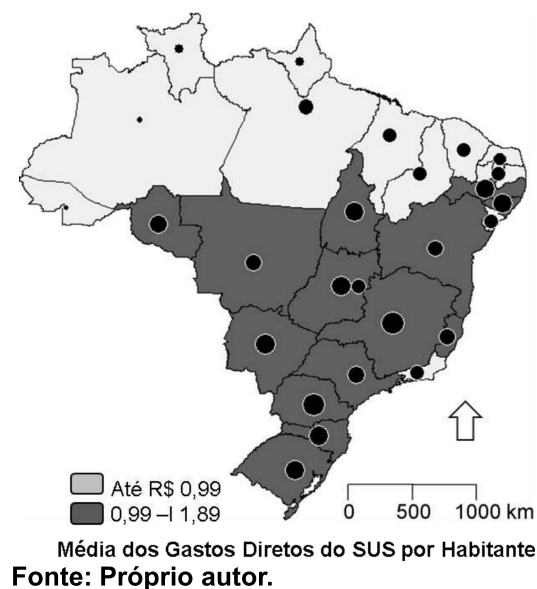 Até R$ 0,99
0,99 –I 1,89
0 500 1000 km
Média dos Gastos Diretos do SUS por Habitante
Fonte: Próprio autor.